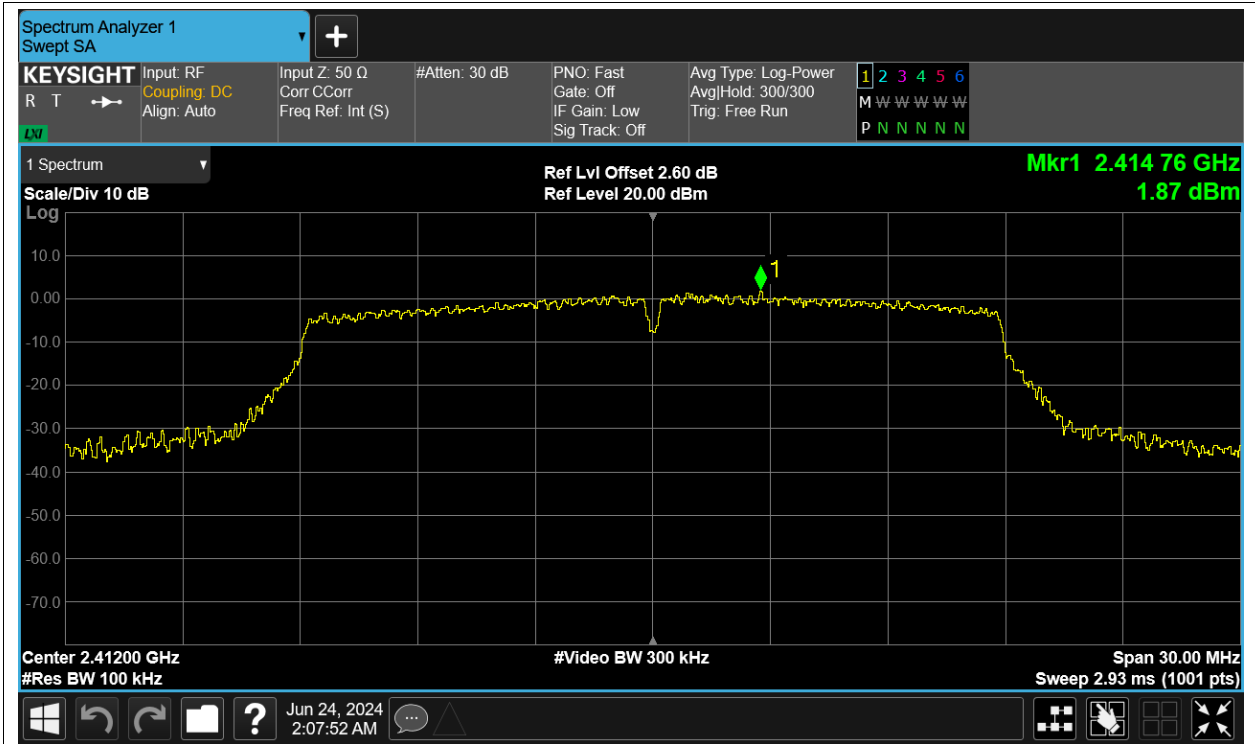 Spectrum Analyzer 1
Swept SA
+
KEYSIGHT
R T
LXI
Input: RF
Coupling: DC
Align: Auto
Input Z: 50 Ω
Corr CCorr
Freq Ref: Int (S)
#Atten: 30 dB
PNO: Fast
Gate: Off
IF Gain: Low
Sig Track: Off
Avg Type: Log-Power
Avg|Hold: 300/300
Trig: Free Run
1 2 3 4 5 6
M W W W W W
P N N N N N
1 Spectrum
Scale/Div 10 dB
Log
Ref Lvl Offset 2.60 dB
Ref Level 20.00 dBm
Mkr1 2.414 76 GHz
1.87 dBm
1
10.0
0.00
-10.0
-20.0
-30.0
-40.0
-50.0
-60.0
-70.0
Center 2.41200 GHz
#Video BW 300 kHz
Span 30.00 MHz
#Res BW 100 kHz
Sweep 2.93 ms (1001 pts)
?
Jun 24, 2024
2:07:52 AM